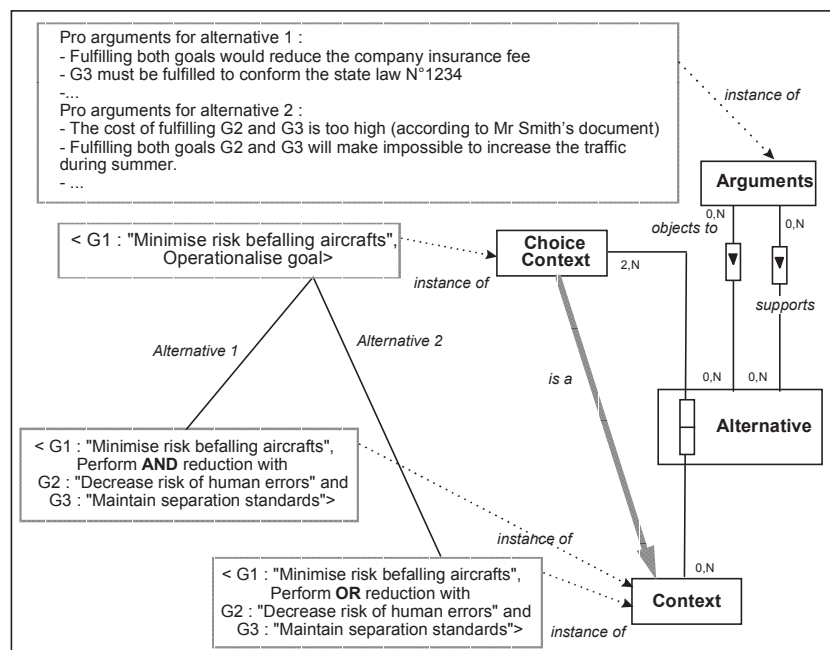 Pro arguments for alternative 1 :
- Fulfilling both goals would reduce the company insurance fee
- G3 must be fulfilled to conform the state law N°1234
-...
Pro arguments for alternative 2 :
- The cost of fulfilling G2 and G3 is too high (according to Mr Smith's document)
- Fulfilling both goals G2 and G3 will make impossible to increase the traffic
during summer.
- ...
instance of
Arguments
0,N
0,N
objects to
supports
< G1 : "Minimise risk befalling aircrafts",
Operationalise goal>
instance of
Choice
Context
2,N
Alternative 1
Alternative 2
is a
0,N
0,N
Alternative
< G1 : "Minimise risk befalling aircrafts",
Perform AND reduction with
G2 : "Decrease risk of human errors" and
G3 : "Maintain separation standards">
instance of
< G1 : "Minimise risk befalling aircrafts",
Perform OR reduction with
G2 : "Decrease risk of human errors" and
G3 : "Maintain separation standards">
instance of
0,N
Context